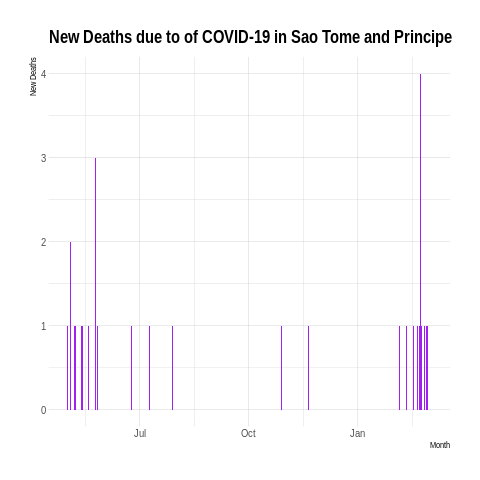 New Deaths due to of COVID-19 in Sao Tome and Principe
New Deaths
4
3
2
1
0
Jul Oct Jan
Month